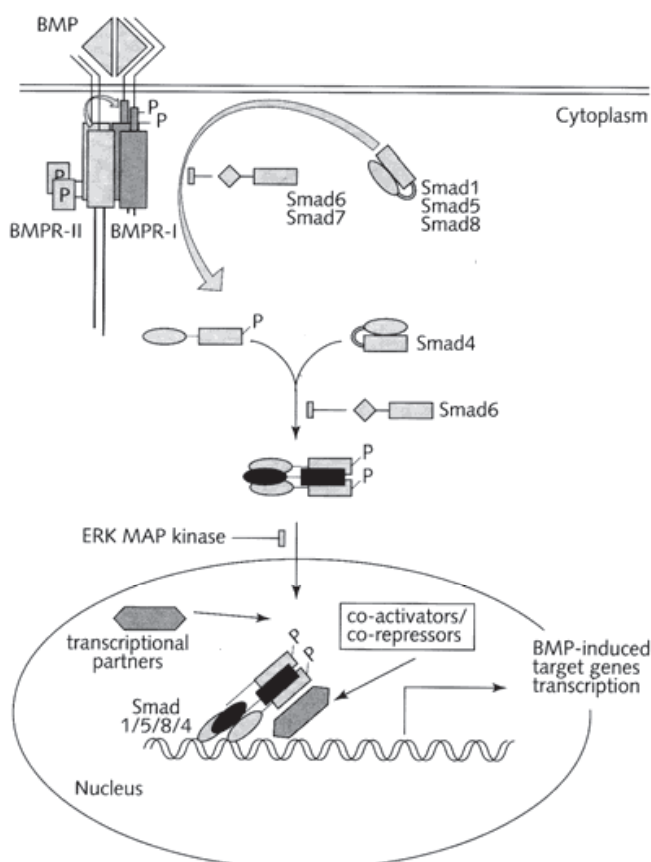 BMP
P
P
Cytoplasm
P
P
Smad6
Smad7
Smad1
Smad5
Smad8
BMPR-II
BMPR-I
P
Smad4
Smad6
P
P
ERK MAP kinase
co-activators/
co-repressors
transcriptional
partners
P
P
BMP-induced
target genes
transcription
Smad
1/5/8/4
Nucleus